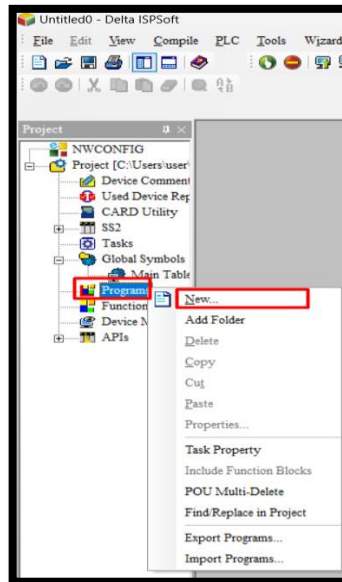 Untitled0 - Delta ISPSoft
File Edit View Compile PLC Tools Wizard
Project
NWCONFIG
Project [C:\Users\user\
Device Comment
Used Device Rep
CARD Utility
SS2
Tasks
Global Symbols
Main Table
Programs
Function
Device M
APIs
New...
Add Folder
Delete
Copy
Cut
Paste
Properties...
Task Property
Include Function Blocks
POU Multi-Delete
Find/Replace in Project
Export Programs...
Import Programs...